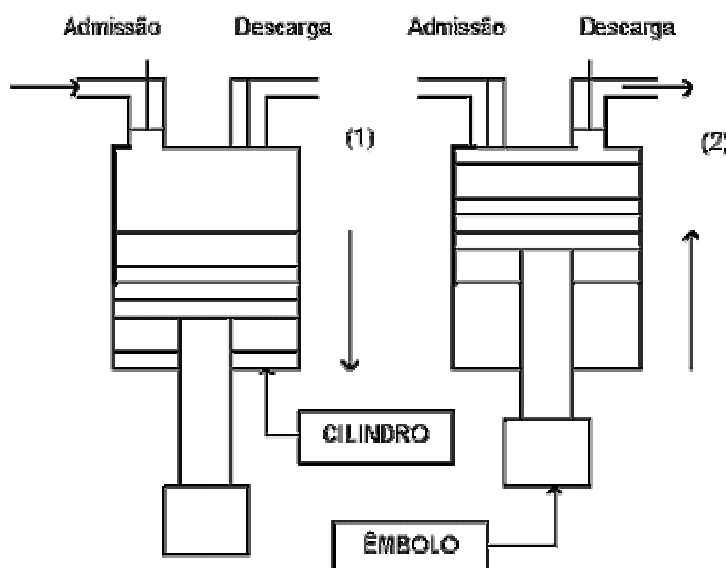 Admissão Descarga Admissão Descarga
(1)
(2)
CILINDRO
ÊMBOLO